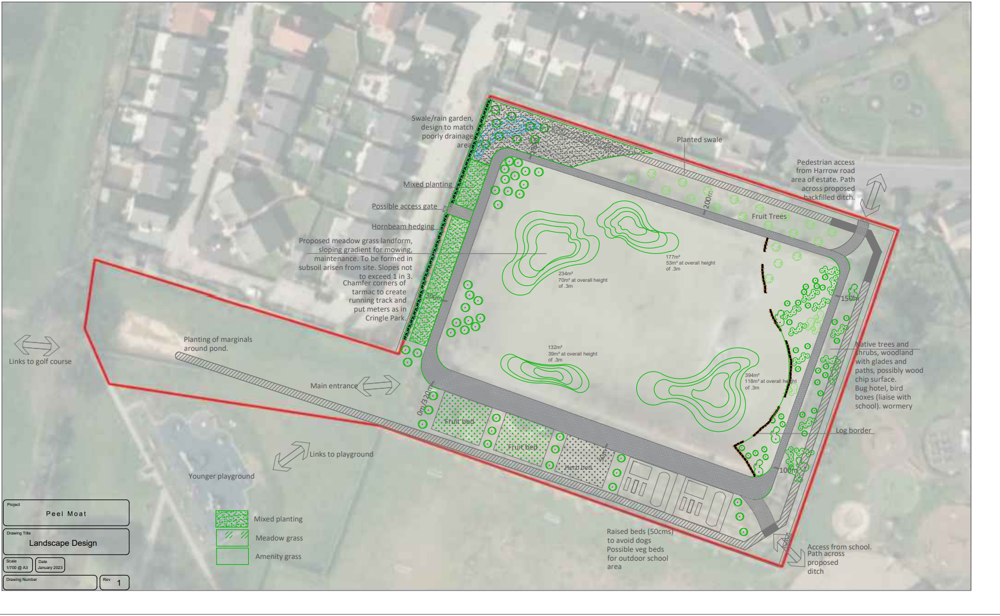 Swale/rain garden,
design to match
poorly drainage
area
Planted swale
Pedestrian access
from Harrow road
area of estate. Path
across proposed
backfilled ditch.
Mixed planting
Possible access gate
Hornbeam hedging
200m
Fruit Trees
Proposed meadow grass landform,
sloping gradient for mowing,
maintenance. To be formed in
subsoil arisen from site. Slopes not
to exceed 1 in 3.
Chamfer corners of
tarmac to create
running track and
put meters as in
Cringle Park.
177m²
53m³ at overall height
of .3m
234m²
70m³ at overall height
of .3m
300m
150m
Planting of marginals
around pond.
Links to golf course
132m²
39m³ at overall height
of .3m
Native trees and
shrubs, woodland
with glades and
paths, possibly wood
chip surface.
Bug hotel, bird
boxes (liaise with
school). wormery
394m²
118m³ at overall height
of .3m
Main entrance
0m/320m
Fruit bed
Fruit bed
Herb bed
50m
Log border
100m
Links to playground
Younger playground
Project
Peel Moat
Drawing Title
Landscape Design
Scale
1/700 @ A3
Date
January 2023
Drawing Number
Rev
1
Mixed planting
Meadow grass
Amenity grass
Raised beds (50cms)
to avoid dogs
Possible veg beds
for outdoor school
area
Access from school.
Path across
proposed
ditch